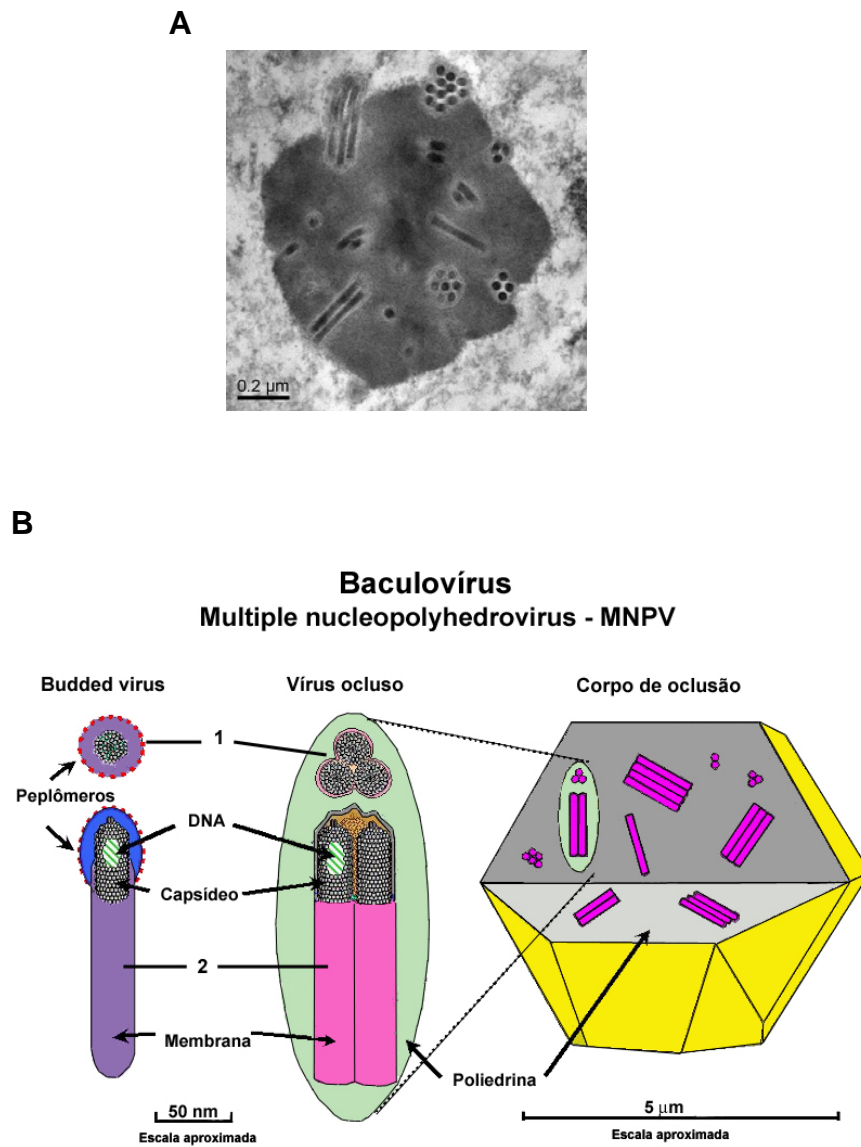 A
0.2 µm
B
Baculovírus
Multiple nucleopolyhedrovirus - MNPV
Budded virus
Vírus ocluso
Corpo de oclusão
1
Peplômeros
DNA
Capsídeo
2
Membrana
Poliedrina
50 nm
Escala aproximada
5 µm
Escala aproximada